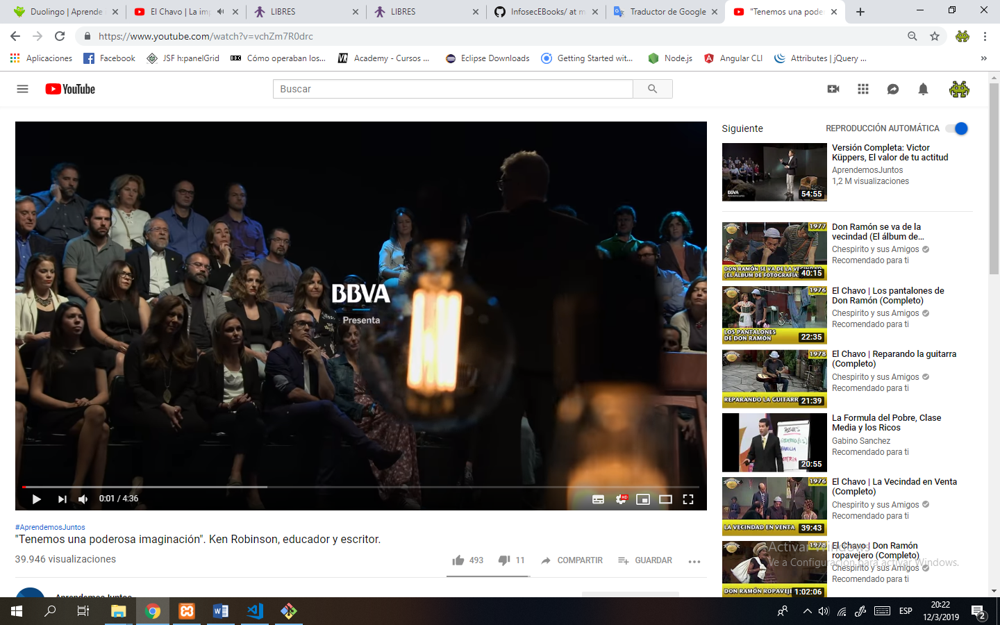 Duolingo | Aprende
El Chavo | La im
LIBRES
LIBRES
InfosecEBooks/ at m
Traductor de Google
"Tenemos una pode
https://www.youtube.com/watch?v=vchZm7R0drc
Aplicaciones
Facebook
JSF h:panelGrid
BBC
Cómo operaban los...
Academy - Cursos ...
Eclipse Downloads
Getting Started wit...
Node.js
Angular CLI
Attributes | jQuery ...
YouTube
Buscar
BBVA
Presenta
0:01 / 4:36
HD
#AprendemosJuntos
"Tenemos una poderosa imaginación". Ken Robinson, educador y escritor.
39.946 visualizaciones
493
11
COMPARTIR
GUARDAR
Siguiente
REPRODUCCIÓN AUTOMÁTICA
BBVA
54:55
Versión Completa: Victor
Küppers, El valor de tu actitud
AprendemosJuntos
1,2 M visualizaciones
1977
DON RAMÓN SE VA DE LA VECINDAD
(EL ÁLBUM DE FOTOGRAFÍA
40:15
Don Ramón se va de la
vecindad (El álbum de...
Chespirito y sus Amigos
Recomendado para ti
1976
LOS PANTALONES
DE DON RAMÓN
22:35
El Chavo | Los pantalones de
Don Ramón (Completo)
Chespirito y sus Amigos
Recomendado para ti
1978
REPARANDO LA GUITARR
21:39
El Chavo | Reparando la guitarra
(Completo)
Chespirito y sus Amigos
Recomendado para ti
20:55
La Formula del Pobre, Clase
Media y los Ricos
Gabino Sanchez
Recomendado para ti
1976
LA VECINDAD EN VENTA
39:43
El Chavo | La Vecindad en Venta
(Completo)
Chespirito y sus Amigos
Recomendado para ti
1978
DON RAMÓN ROPAVEJE
1:02:06
El Chavo | Don Ramón
ropavejero (Completo)
Chespirito y sus Amigos
Recomendado para ti
Activar Windows
Ve a Configuración para activar Windows.
ESP
20:22
12/3/2019
2